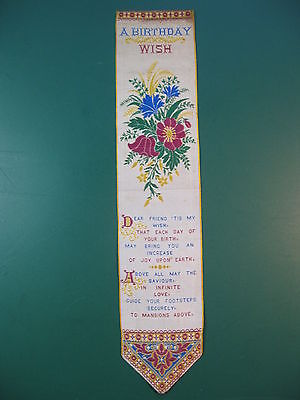 A BIRTHDAY
WISH
DEAR FRIEND 'TIS MY
WISH,
THAT EACH DAY OF
YOUR BIRTH,
MAY BRING YOU AN
INCREASE
OF JOY UPON EARTH,
ABOVE ALL MAY THE
SAVIOUR,
IN INFINITE
LOVE,
GUIDE YOUR FOOTSTEPS
SECURELY,
TO MANSIONS ABOVE.